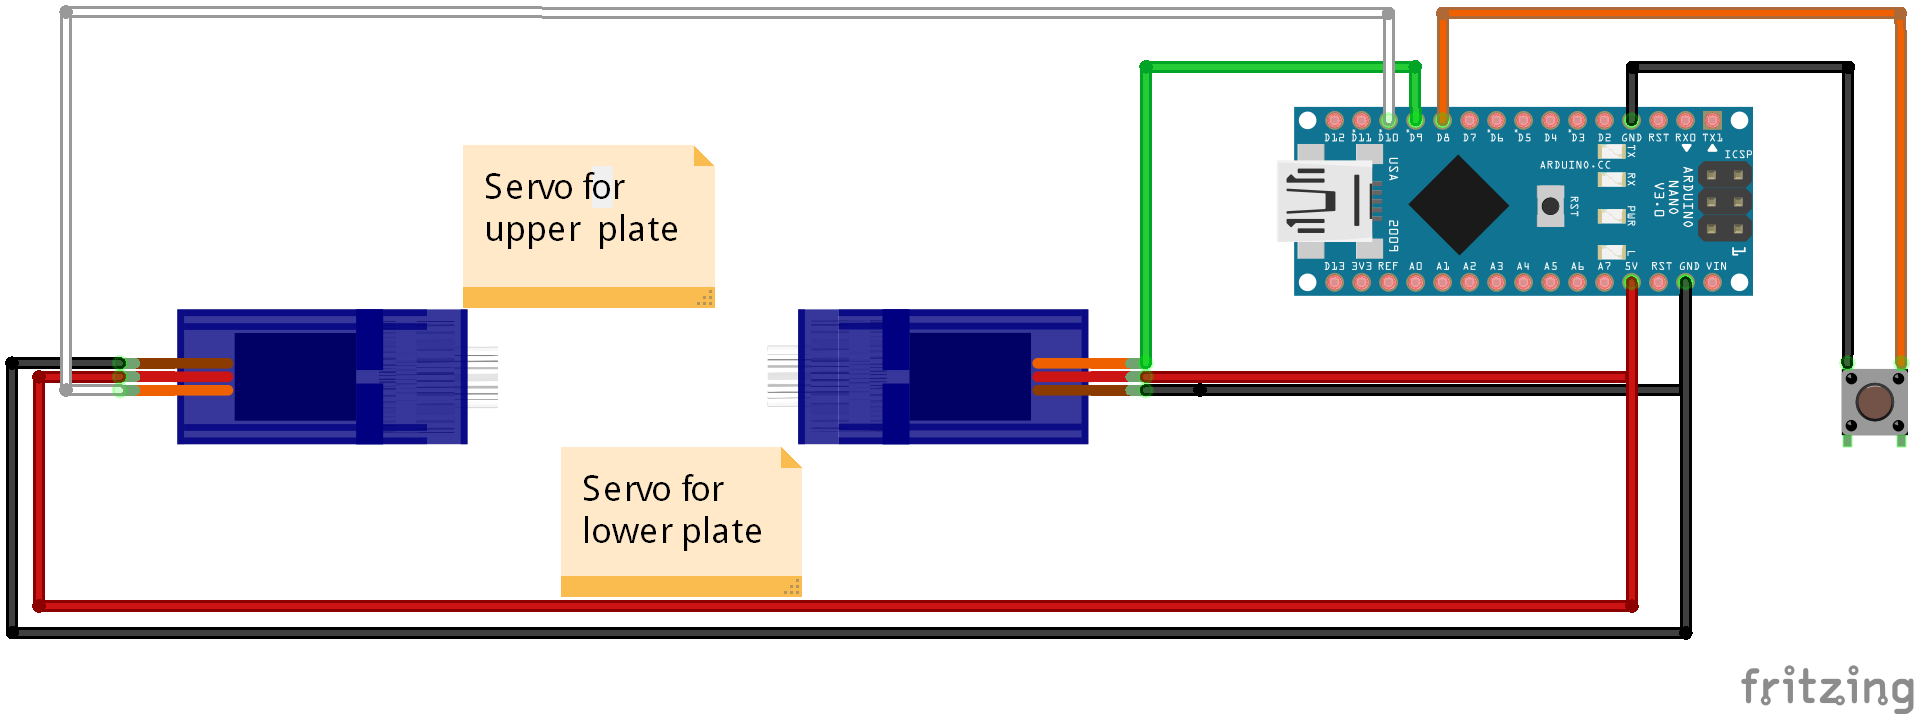 D12 D11 D10 D9 D8 D7 D6 D5 D4 D3 D2 GND RST RX0 TX1
ICSP
ARDUINO.CC
TX
RX
PWR
L
RST
USA
2005
ARDUINO
NANO
V3.0
1
D13 3V3 REF A0 A1 A2 A3 A4 A5 A6 A7 5V RST GND VIN
Servo for
upper plate
Servo for
lower plate
fritzing